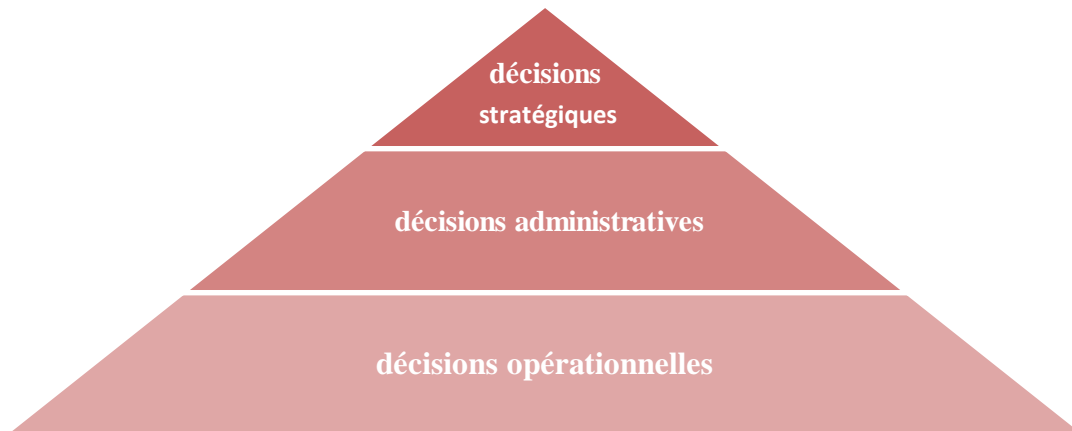 décisions
stratégiques
décisions administratives
décisions opérationnelles